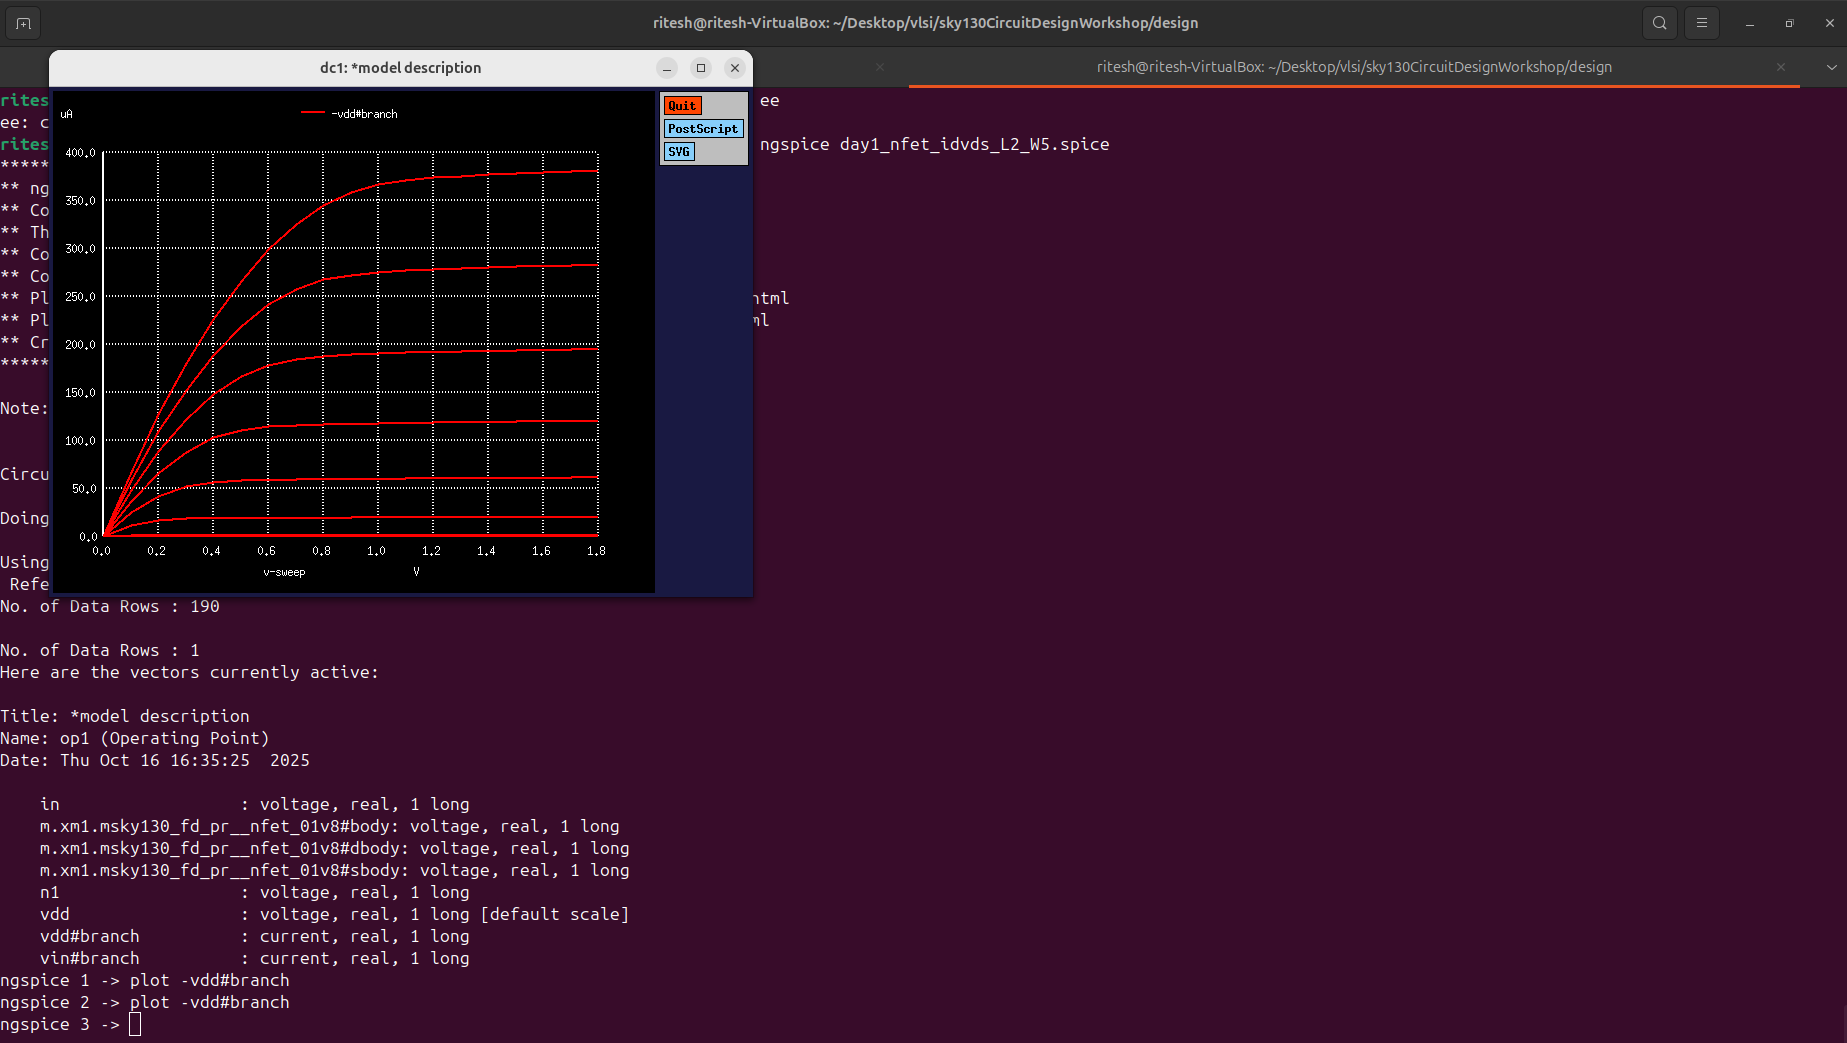 ritesh@ritesh-VirtualBox: ~/Desktop/vlsi/sky130CircuitDesignWorkshop/design
ritesh@ritesh-VirtualBox: ~/Desktop/vlsi/sky130CircuitDesignWorkshop/design
dc1: *model description
uA
-vdd#branch
Quit
PostScript
SVG
400.0
350.0
300.0
250.0
200.0
150.0
100.0
50.0
0.0
0.0 0.2 0.4 0.6 0.8 1.0 1.2 1.4 1.6 1.8
v-sweep V
rites ee
ee: c
rites ngspice day1_nfet_idvds_L2_W5.spice
*****
** ng
** Co
** Th
** Co
** Co
** Pl html
** Pl ml
** Cr
*****
Note:
Circu
Doing
Using
Refe
No. of Data Rows : 190
No. of Data Rows : 1
Here are the vectors currently active:
Title: *model description
Name: op1 (Operating Point)
Date: Thu Oct 16 16:35:25  2025
in : voltage, real, 1 long
m.xm1.msky130_fd_pr__nfet_01v8#body: voltage, real, 1 long
m.xm1.msky130_fd_pr__nfet_01v8#dbody: voltage, real, 1 long
m.xm1.msky130_fd_pr__nfet_01v8#sbody: voltage, real, 1 long
n1 : voltage, real, 1 long
vdd : voltage, real, 1 long [default scale]
vdd#branch : current, real, 1 long
vin#branch : current, real, 1 long
ngspice 1 -> plot -vdd#branch
ngspice 2 -> plot -vdd#branch
ngspice 3 ->